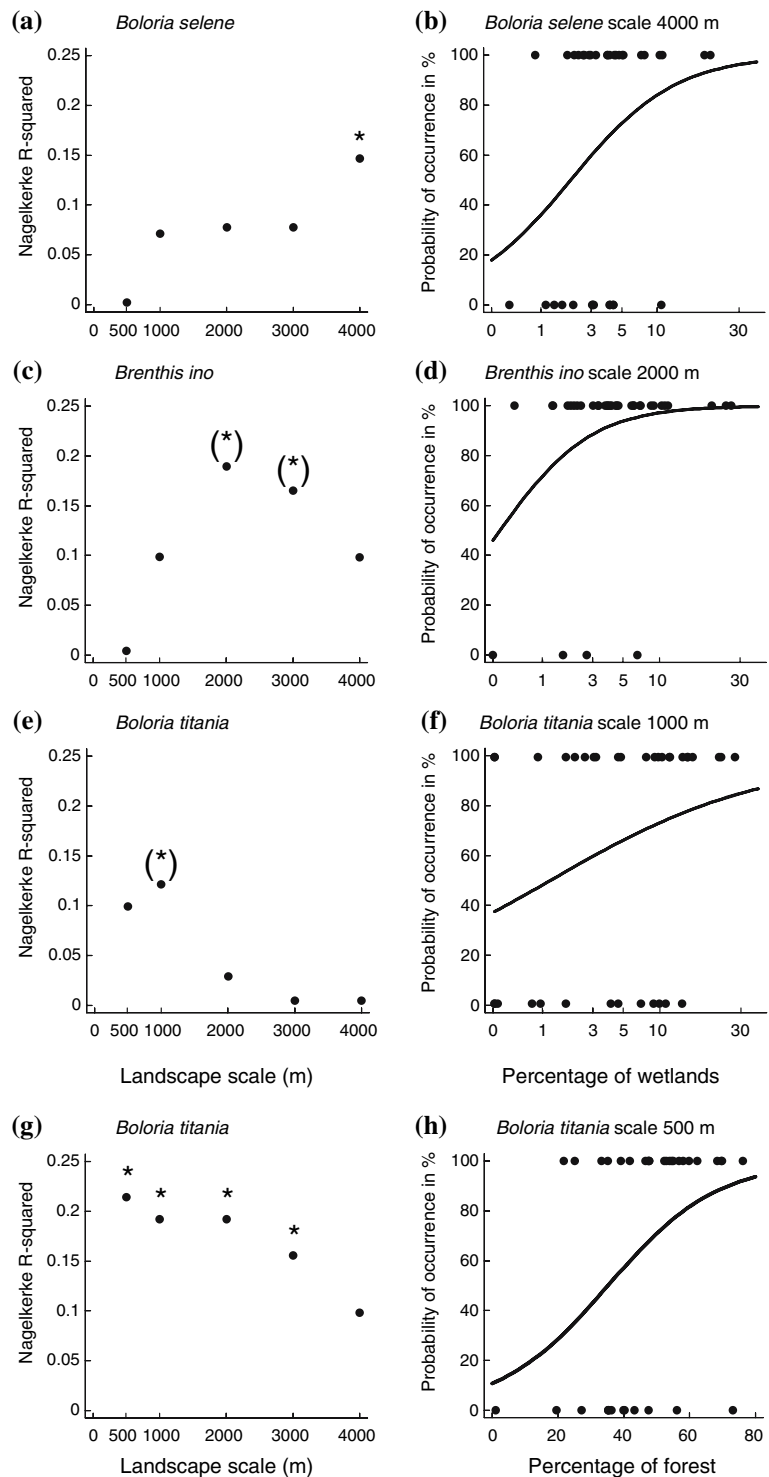 (a) Boloria selene
Nagelkerke R-squared
0.25
0.2
0.15
0.1
0.05
0
*
0 500 1000 2000 3000 4000
(b) Boloria selene scale 4000 m
Probability of occurrence in %
100
80
60
40
20
0
0 1 3 5 10 30
(c) Brenthis ino
Nagelkerke R-squared
0.25
0.2
0.15
0.1
0.05
0
(*) (*)
0 500 1000 2000 3000 4000
(d) Brenthis ino scale 2000 m
Probability of occurrence in %
100
80
60
40
20
0
0 1 3 5 10 30
(e) Boloria titania
Nagelkerke R-squared
0.25
0.2
0.15
0.1
0.05
0
(*)
0 500 1000 2000 3000 4000
Landscape scale (m)
(f) Boloria titania scale 1000 m
Probability of occurrence in %
100
80
60
40
20
0
0 1 3 5 10 30
Percentage of wetlands
(g) Boloria titania
Nagelkerke R-squared
0.25
0.2
0.15
0.1
0.05
0
* * * *
0 500 1000 2000 3000 4000
Landscape scale (m)
(h) Boloria titania scale 500 m
Probability of occurrence in %
100
80
60
40
20
0
0 20 40 60 80
Percentage of forest